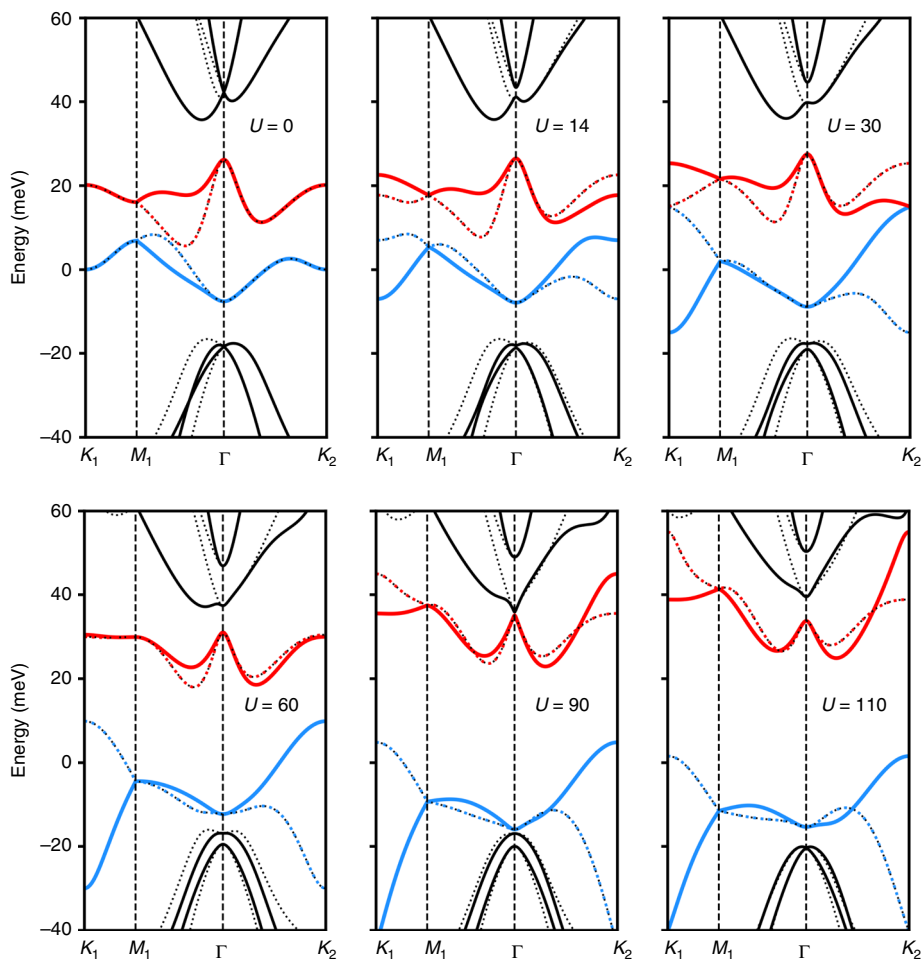 60
40
20
0
−20
−40
Energy (meV)
U = 0
U = 14
U = 30
K1 M1 Γ K2
K1 M1 Γ K2
K1 M1 Γ K2
60
40
20
0
−20
−40
Energy (meV)
U = 60
U = 90
U = 110
K1 M1 Γ K2
K1 M1 Γ K2
K1 M1 Γ K2